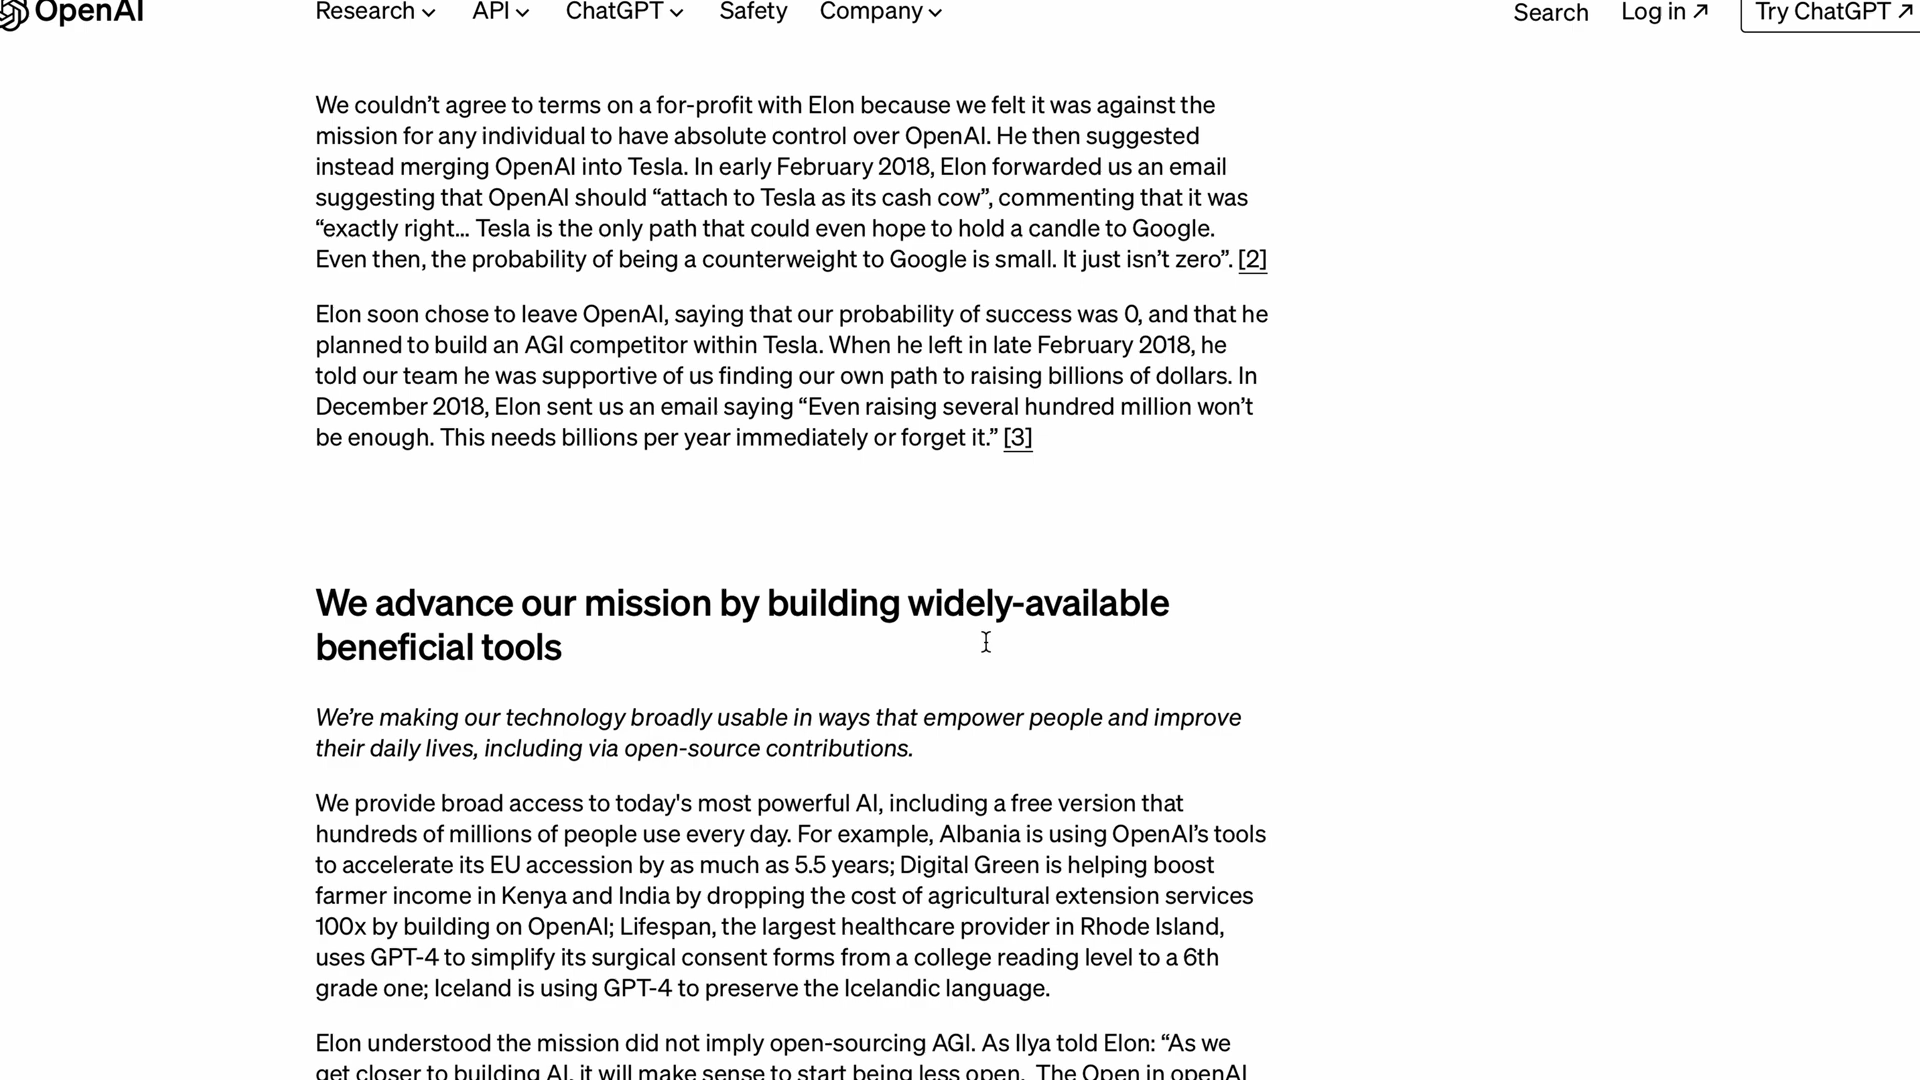 OpenAI
Research
API
ChatGPT
Safety
Company
Search
Log in ↗
Try ChatGPT ↗
We couldn’t agree to terms on a for-profit with Elon because we felt it was against the
mission for any individual to have absolute control over OpenAI. He then suggested
instead merging OpenAI into Tesla. In early February 2018, Elon forwarded us an email
suggesting that OpenAI should “attach to Tesla as its cash cow”, commenting that it was
“exactly right… Tesla is the only path that could even hope to hold a candle to Google.
Even then, the probability of being a counterweight to Google is small. It just isn’t zero”. [2]
Elon soon chose to leave OpenAI, saying that our probability of success was 0, and that he
planned to build an AGI competitor within Tesla. When he left in late February 2018, he
told our team he was supportive of us finding our own path to raising billions of dollars. In
December 2018, Elon sent us an email saying “Even raising several hundred million won’t
be enough. This needs billions per year immediately or forget it.” [3]
We advance our mission by building widely-available
beneficial tools
We’re making our technology broadly usable in ways that empower people and improve
their daily lives, including via open-source contributions.
We provide broad access to today's most powerful AI, including a free version that
hundreds of millions of people use every day. For example, Albania is using OpenAI’s tools
to accelerate its EU accession by as much as 5.5 years; Digital Green is helping boost
farmer income in Kenya and India by dropping the cost of agricultural extension services
100x by building on OpenAI; Lifespan, the largest healthcare provider in Rhode Island,
uses GPT-4 to simplify its surgical consent forms from a college reading level to a 6th
grade one; Iceland is using GPT-4 to preserve the Icelandic language.
Elon understood the mission did not imply open-sourcing AGI. As Ilya told Elon: “As we
get closer to building AI, it will make sense to start being less open. The Open in openAI